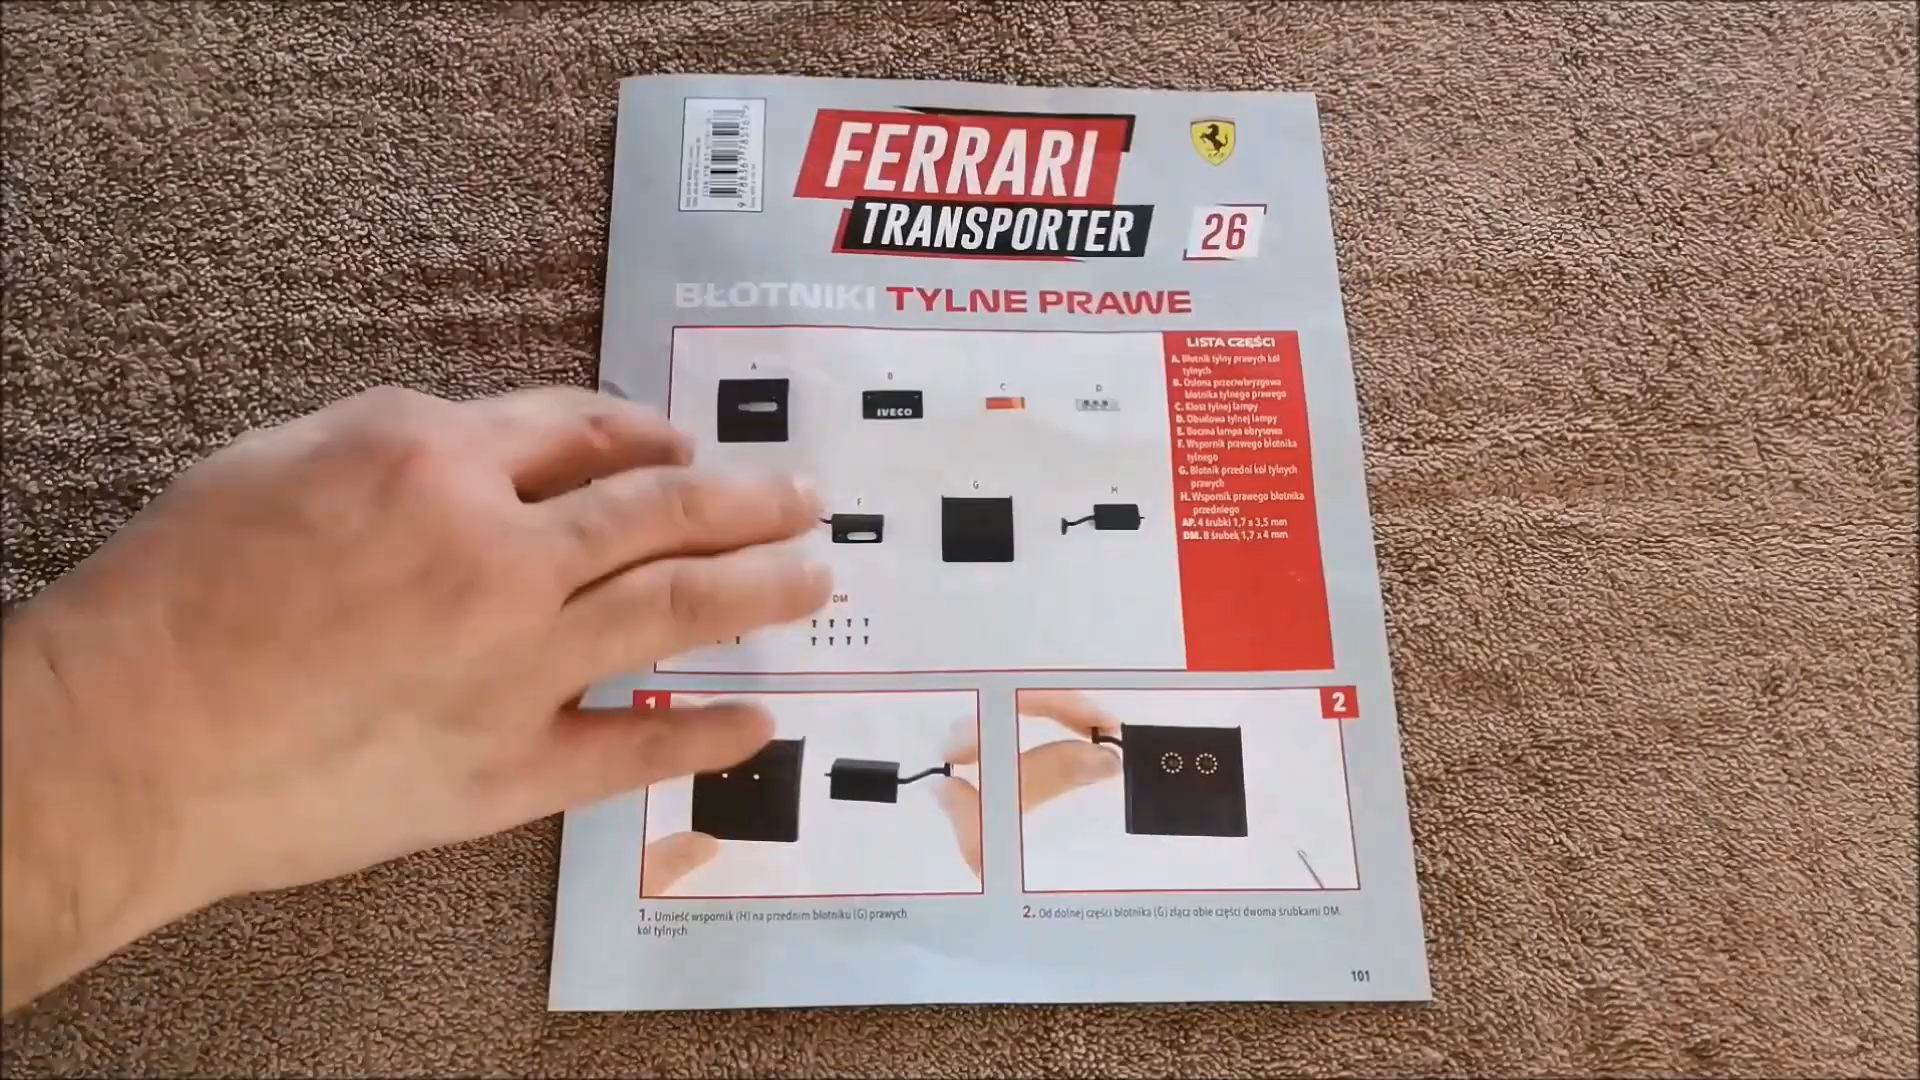 FERRARI
TRANSPORTER
26
BŁOTNIKI TYLNE PRAWE
A
B
C
D
IVECO
F
G
H
DM
LISTA CZĘŚCI
A. Błotnik tylny prawych kół
tylnych
B. Osłona przeciwbryzgowa
błotnika tylnego prawego
C. Klosz tylnej lampy
D. Obudowa tylnej lampy
E. Boczna lampa obrysowa
F. Wspornik prawego błotnika
tylnego
G. Błotnik przedni kół tylnych
prawych
H. Wspornik prawego błotnika
przedniego
AP. 4 śrubki 1,7 x 3,5 mm
DM. 8 śrubek 1,7 x 4 mm
1
2
1. Umieść wspornik (H) na przednim błotniku (G) prawych
kół tylnych
2. Od dolnej części błotnika (G) złącz obie części dwoma śrubkami DM.
101